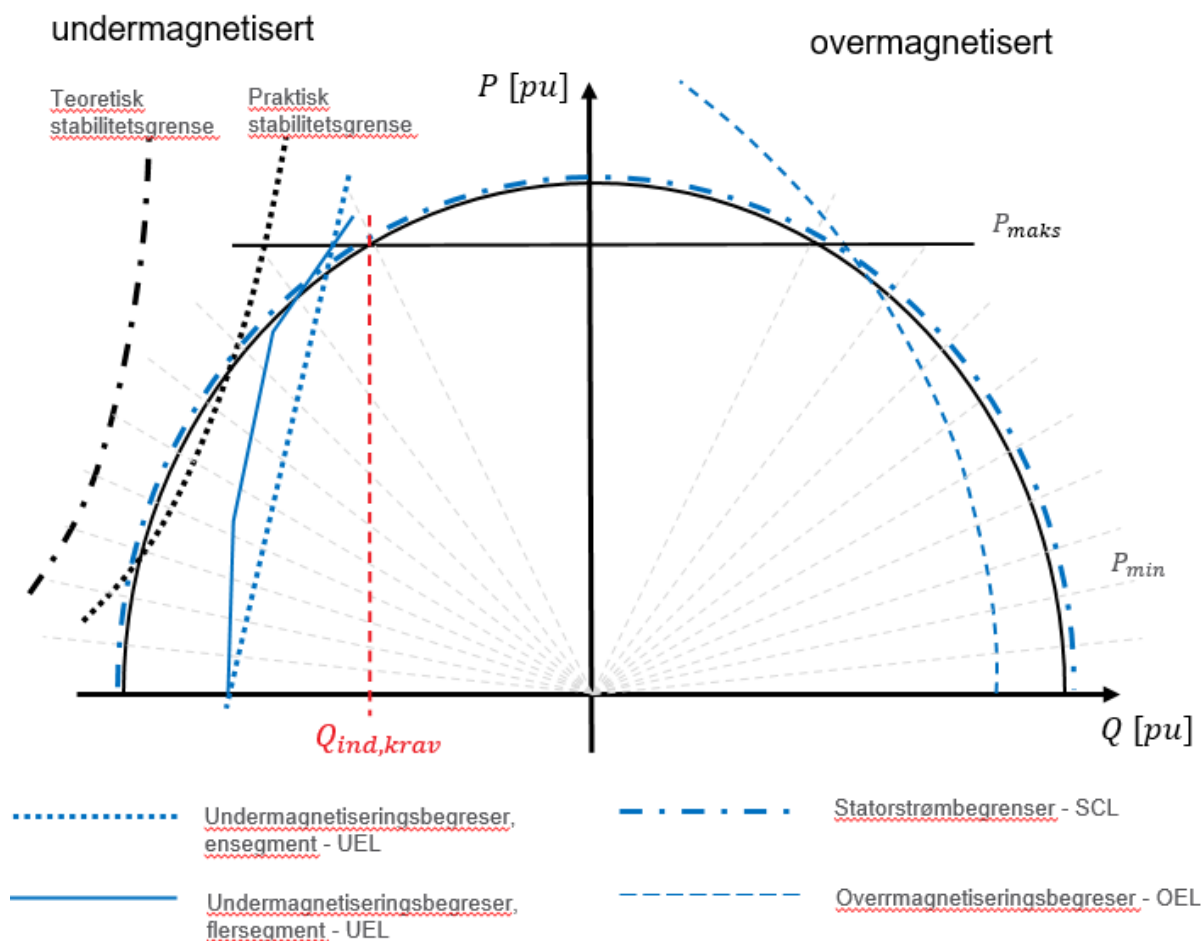 undermagnetisert
overmagnetisert
Teoretisk
stabilitetsgrense
Praktisk
stabilitetsgrense
P [pu]
P_maks
P_min
Q_ind,krav
Q [pu]
Undermagnetiseringsbegreser,
ensegment - UEL
Statorstrømbegrenser - SCL
Undermagnetiseringsbegreser,
flersegment - UEL
Overrmagnetiseringsbegreser - OEL